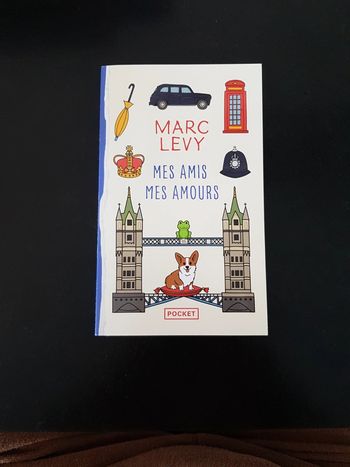 MARC
LEVY
MES AMIS
MES AMOURS
POCKET